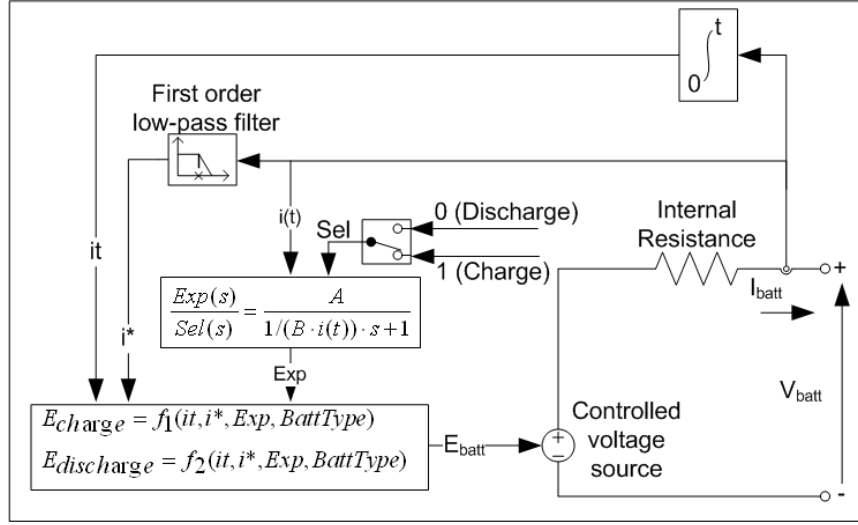 t
∫
0
First order
low-pass filter
i(t)
Sel
0 (Discharge)
1 (Charge)
Internal
Resistance
+
it
i*
Exp(s)/Sel(s) = A/(1/(B·i(t))·s+1)
I_batt
Exp
V_batt
E_charge = f_1(it, i*, Exp, BattType)
E_discharge = f_2(it, i*, Exp, BattType)
E_batt
+
−
Controlled
voltage
source
-